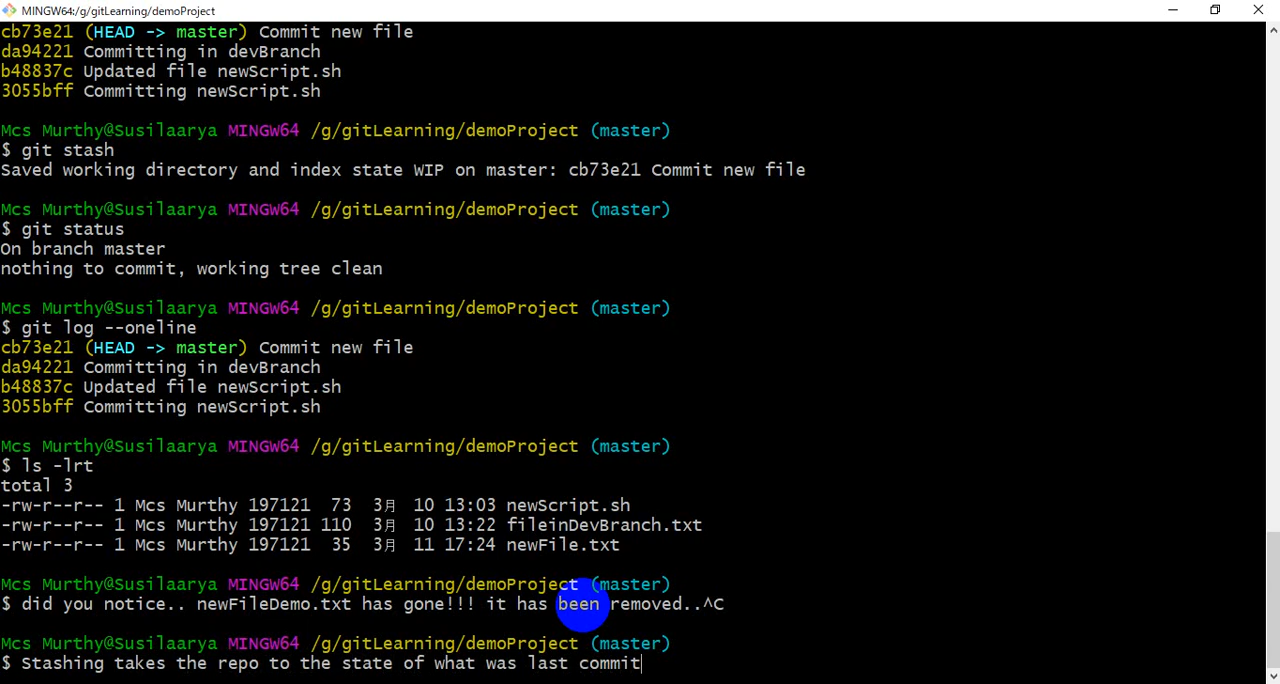 MINGW64:/g/gitLearning/demoProject
cb73e21 (HEAD -> master) Commit new file
da94221 Committing in devBranch
b48837c Updated file newScript.sh
3055bff Committing newScript.sh
Mcs Murthy@Susilaarya MINGW64 /g/gitLearning/demoProject (master)
$ git stash
Saved working directory and index state WIP on master: cb73e21 Commit new file
Mcs Murthy@Susilaarya MINGW64 /g/gitLearning/demoProject (master)
$ git status
On branch master
nothing to commit, working tree clean
Mcs Murthy@Susilaarya MINGW64 /g/gitLearning/demoProject (master)
$ git log --oneline
cb73e21 (HEAD -> master) Commit new file
da94221 Committing in devBranch
b48837c Updated file newScript.sh
3055bff Committing newScript.sh
Mcs Murthy@Susilaarya MINGW64 /g/gitLearning/demoProject (master)
$ ls -lrt
total 3
-rw-r--r-- 1 Mcs Murthy 197121  73  3月 10 13:03 newScript.sh
-rw-r--r-- 1 Mcs Murthy 197121 110  3月 10 13:22 fileinDevBranch.txt
-rw-r--r-- 1 Mcs Murthy 197121  35  3月 11 17:24 newFile.txt
Mcs Murthy@Susilaarya MINGW64 /g/gitLearning/demoProject (master)
$ did you notice.. newFileDemo.txt has gone!!! it has been removed..^C
Mcs Murthy@Susilaarya MINGW64 /g/gitLearning/demoProject (master)
$ Stashing takes the repo to the state of what was last commit